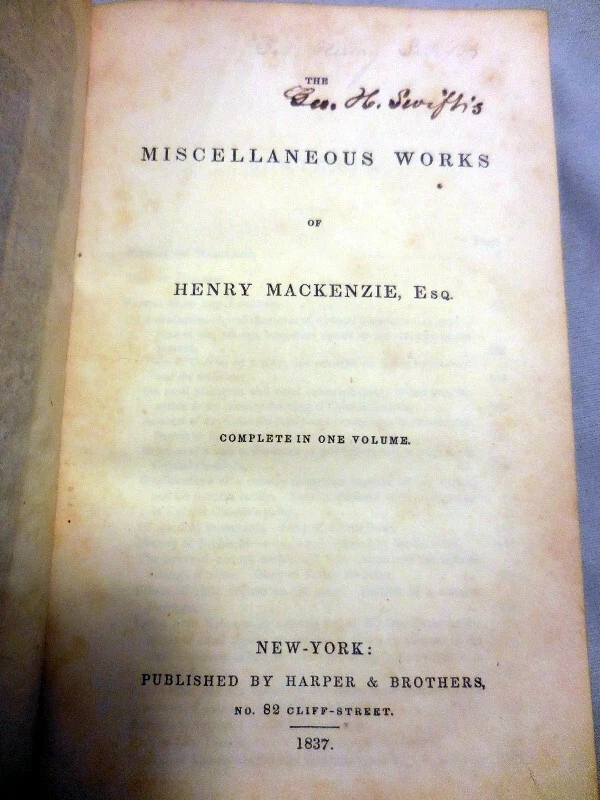 THE
Geo. H. Swift's
MISCELLANEOUS WORKS
OF
HENRY MACKENZIE, ESQ.
COMPLETE IN ONE VOLUME.
NEW-YORK:
PUBLISHED BY HARPER & BROTHERS,
NO. 82 CLIFF-STREET.
1837.